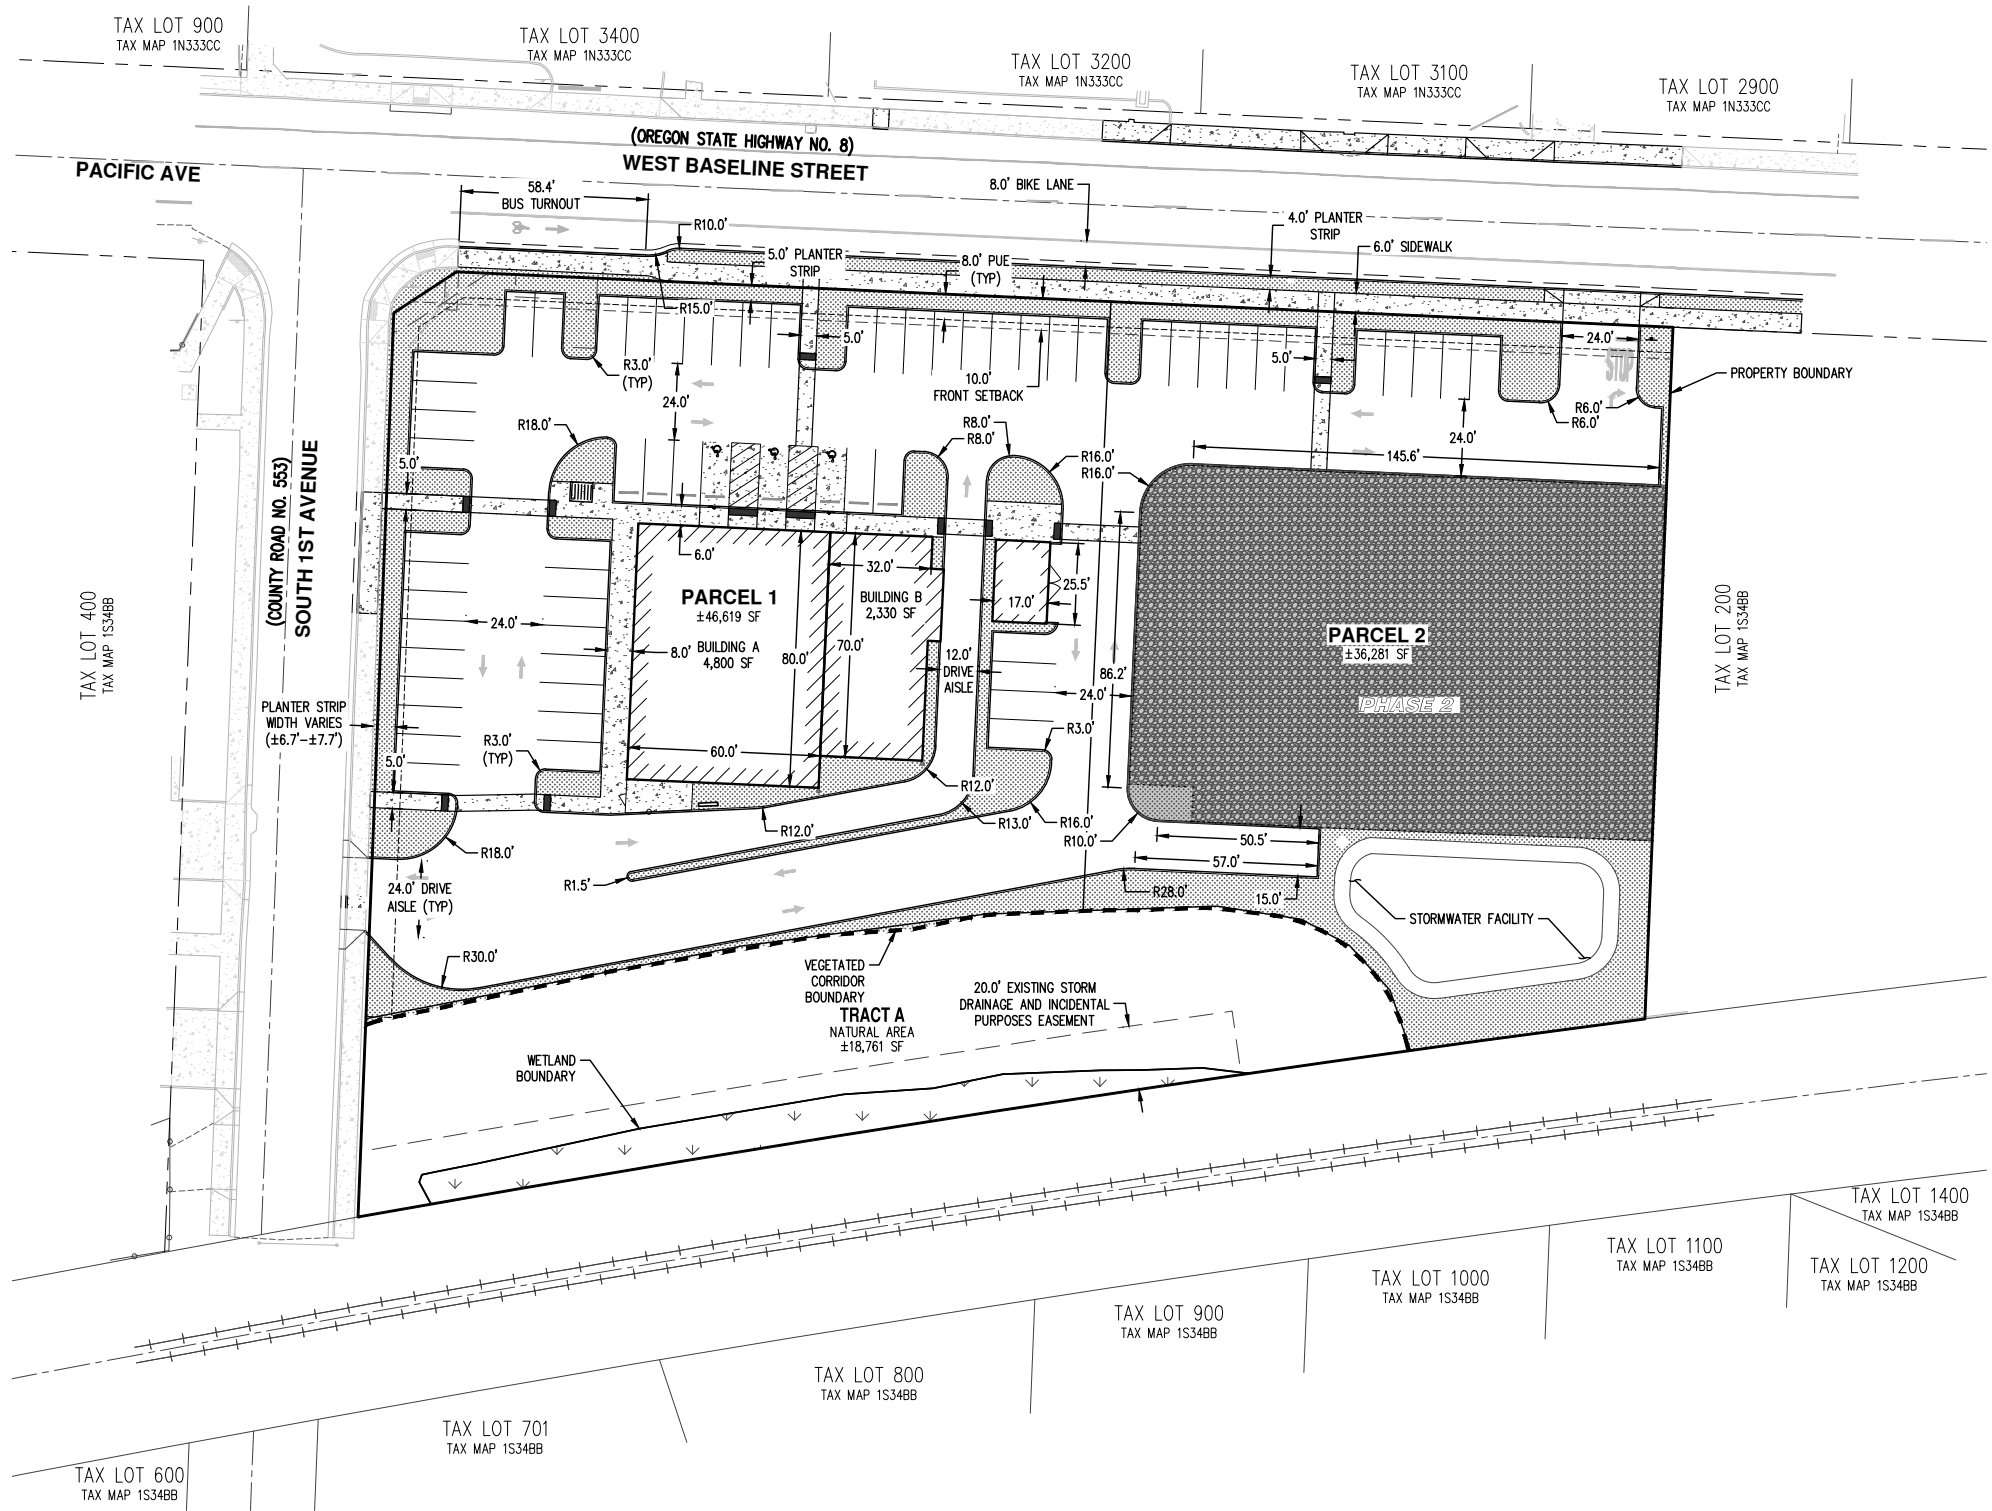 TAX LOT 900
TAX MAP 1N333CC
TAX LOT 3400
TAX MAP 1N333CC
TAX LOT 3200
TAX MAP 1N333CC
TAX LOT 3100
TAX MAP 1N333CC
TAX LOT 2900
TAX MAP 1N333CC
(OREGON STATE HIGHWAY NO. 8)
WEST BASELINE STREET
PACIFIC AVE
58.4'
BUS TURNOUT
8.0' BIKE LANE
R10.0'
4.0' PLANTER
STRIP
6.0' SIDEWALK
5.0' PLANTER
STRIP
8.0' PUE
(TYP)
R15.0'
5.0'
24.0'
STOP
R3.0'
(TYP)
10.0'
FRONT SETBACK
5.0'
PROPERTY BOUNDARY
24.0'
R6.0'
R6.0'
R18.0'
R8.0'
R8.0'
24.0'
R16.0'
R16.0'
145.6'
5.0'
(COUNTY ROAD NO. 553)
SOUTH 1ST AVENUE
6.0'
32.0'
25.5'
17.0'
PARCEL 1
±46,619 SF
BUILDING A
4,800 SF
BUILDING B
2,330 SF
24.0'
8.0'
80.0'
70.0'
12.0'
DRIVE
AISLE
86.2'
24.0'
PARCEL 2
±36,281 SF
PHASE 2
TAX LOT 400
TAX MAP 1S34BB
TAX LOT 200
TAX MAP 1S34BB
PLANTER STRIP
WIDTH VARIES
(±6.7'-±7.7')
R3.0'
(TYP)
5.0'
60.0'
R3.0'
R12.0'
R12.0'
R13.0'
R16.0'
R10.0'
50.5'
57.0'
R18.0'
24.0' DRIVE
AISLE (TYP)
R1.5'
R28.0'
15.0'
STORMWATER FACILITY
R30.0'
VEGETATED
CORRIDOR
BOUNDARY
TRACT A
NATURAL AREA
±18,761 SF
20.0' EXISTING STORM
DRAINAGE AND INCIDENTAL
PURPOSES EASEMENT
WETLAND
BOUNDARY
TAX LOT 1400
TAX MAP 1S34BB
TAX LOT 1100
TAX MAP 1S34BB
TAX LOT 1200
TAX MAP 1S34BB
TAX LOT 1000
TAX MAP 1S34BB
TAX LOT 900
TAX MAP 1S34BB
TAX LOT 800
TAX MAP 1S34BB
TAX LOT 701
TAX MAP 1S34BB
TAX LOT 600
TAX MAP 1S34BB